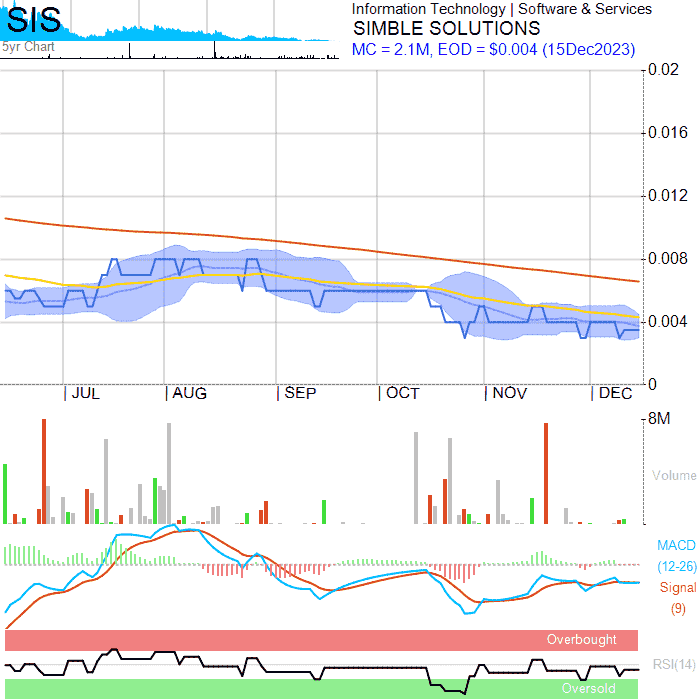 SIS
5yr Chart
Information Technology | Software & Services
SIMBLE SOLUTIONS
MC = 2.1M, EOD = $0.004 (15Dec2023)
0.02
0.016
0.012
0.008
0.004
0
| JUL | AUG | SEP | OCT | NOV | DEC
8M
Volume
MACD
(12-26)
Signal
(9)
Overbought
RSI(14)
Oversold